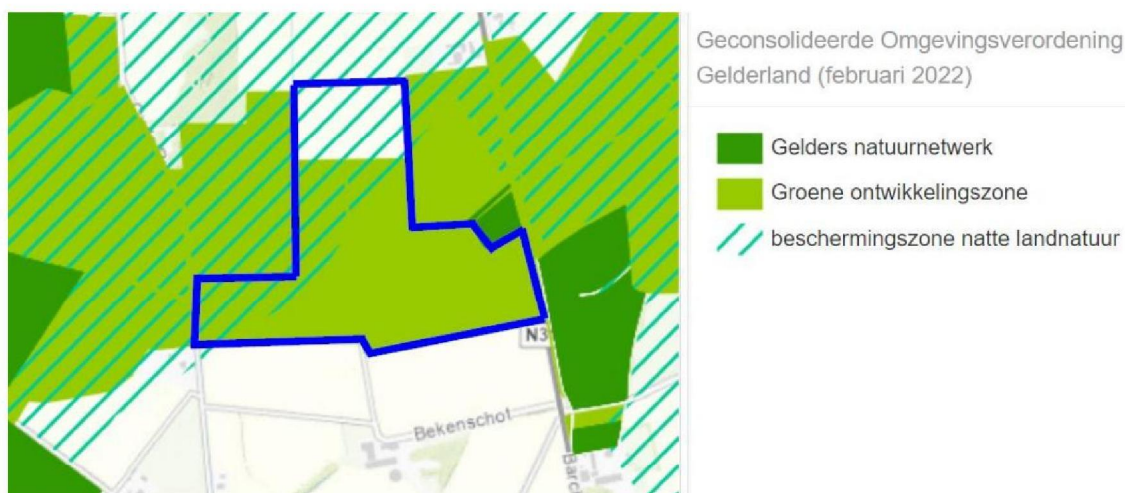 Geconsolideerde Omgevingsverordening
Gelderland (februari 2022)
Gelders natuurnetwerk
Groene ontwikkelingszone
beschermingszone natte landnatuur
N3
Bekenschot